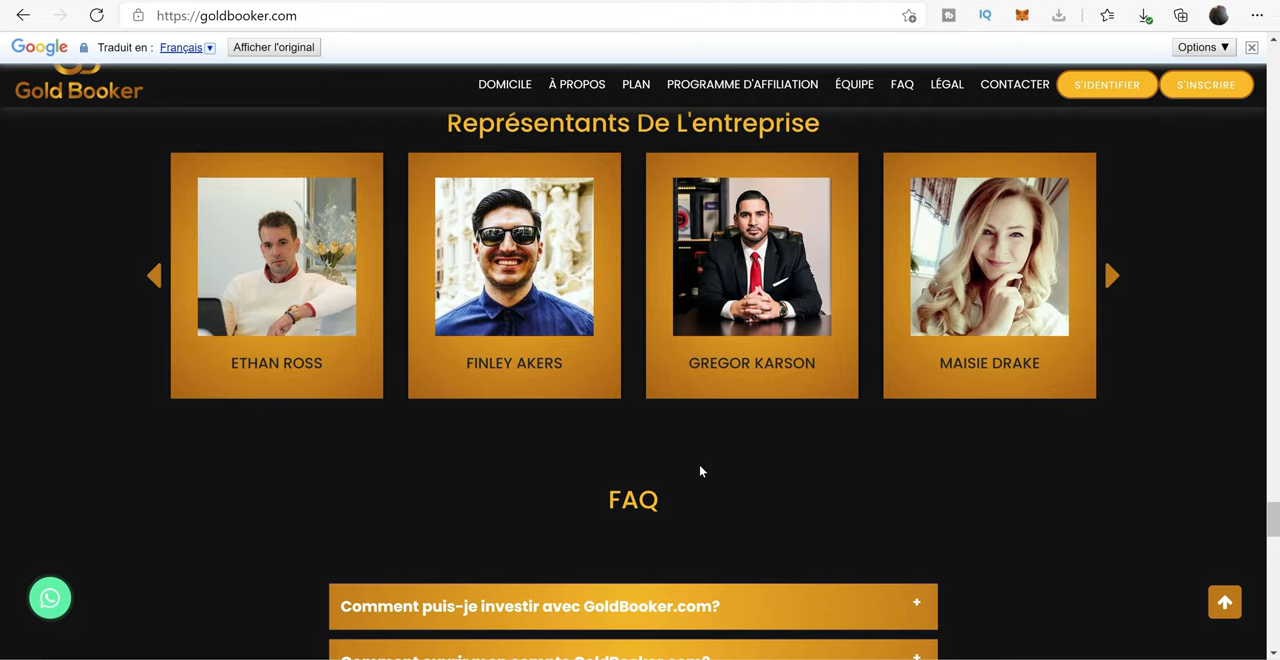 https://goldbooker.com
Google Traduit en : Français Afficher l'original Options ▼
Gold Booker
DOMICILE À PROPOS PLAN PROGRAMME D'AFFILIATION ÉQUIPE FAQ LÉGAL CONTACTER S'IDENTIFIER S'INSCRIRE
Représentants De L'entreprise
ETHAN ROSS FINLEY AKERS GREGOR KARSON MAISIE DRAKE
FAQ
Comment puis-je investir avec GoldBooker.com? +